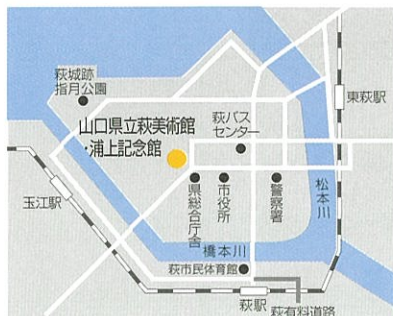 萩城跡
指月公園
山口県立萩美術館
・浦上記念館
萩バス
センター
東萩駅
玉江駅
県総合庁舎
市役所
警察署
松本川
橋本川
萩市民体育館
萩駅
萩有料道路